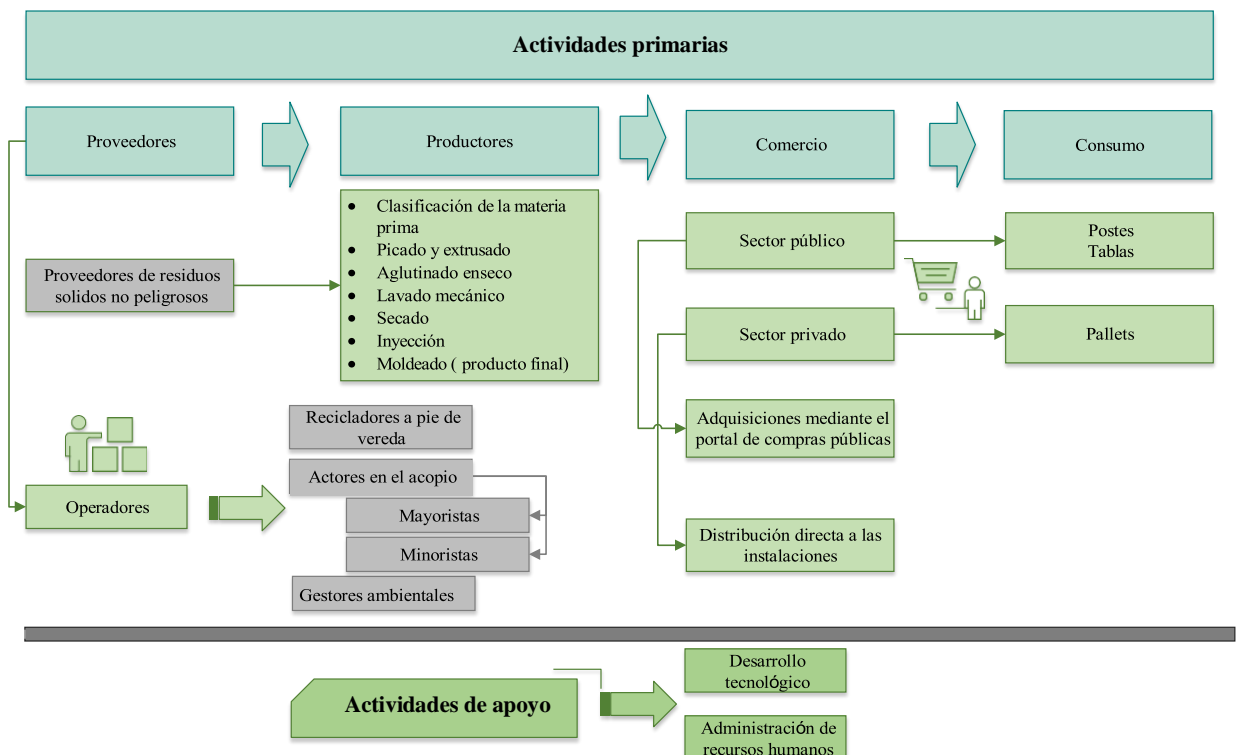 Actividades primarias
Proveedores
Productores
Comercio
Consumo
Proveedores de residuos
solidos no peligrosos
• Clasificación de la materia
prima
• Picado y extrusado
• Aglutinado enseco
• Lavado mecánico
• Secado
• Inyección
• Moldeado ( producto final)
Sector público
Postes
Tablas
Sector privado
Pallets
Adquisiciones mediante el
portal de compras públicas
Distribución directa a las
instalaciones
Operadores
Recicladores a pie de
vereda
Actores en el acopio
Mayoristas
Minoristas
Gestores ambientales
Actividades de apoyo
Desarrollo
tecnológico
Administración de
recursos humanos